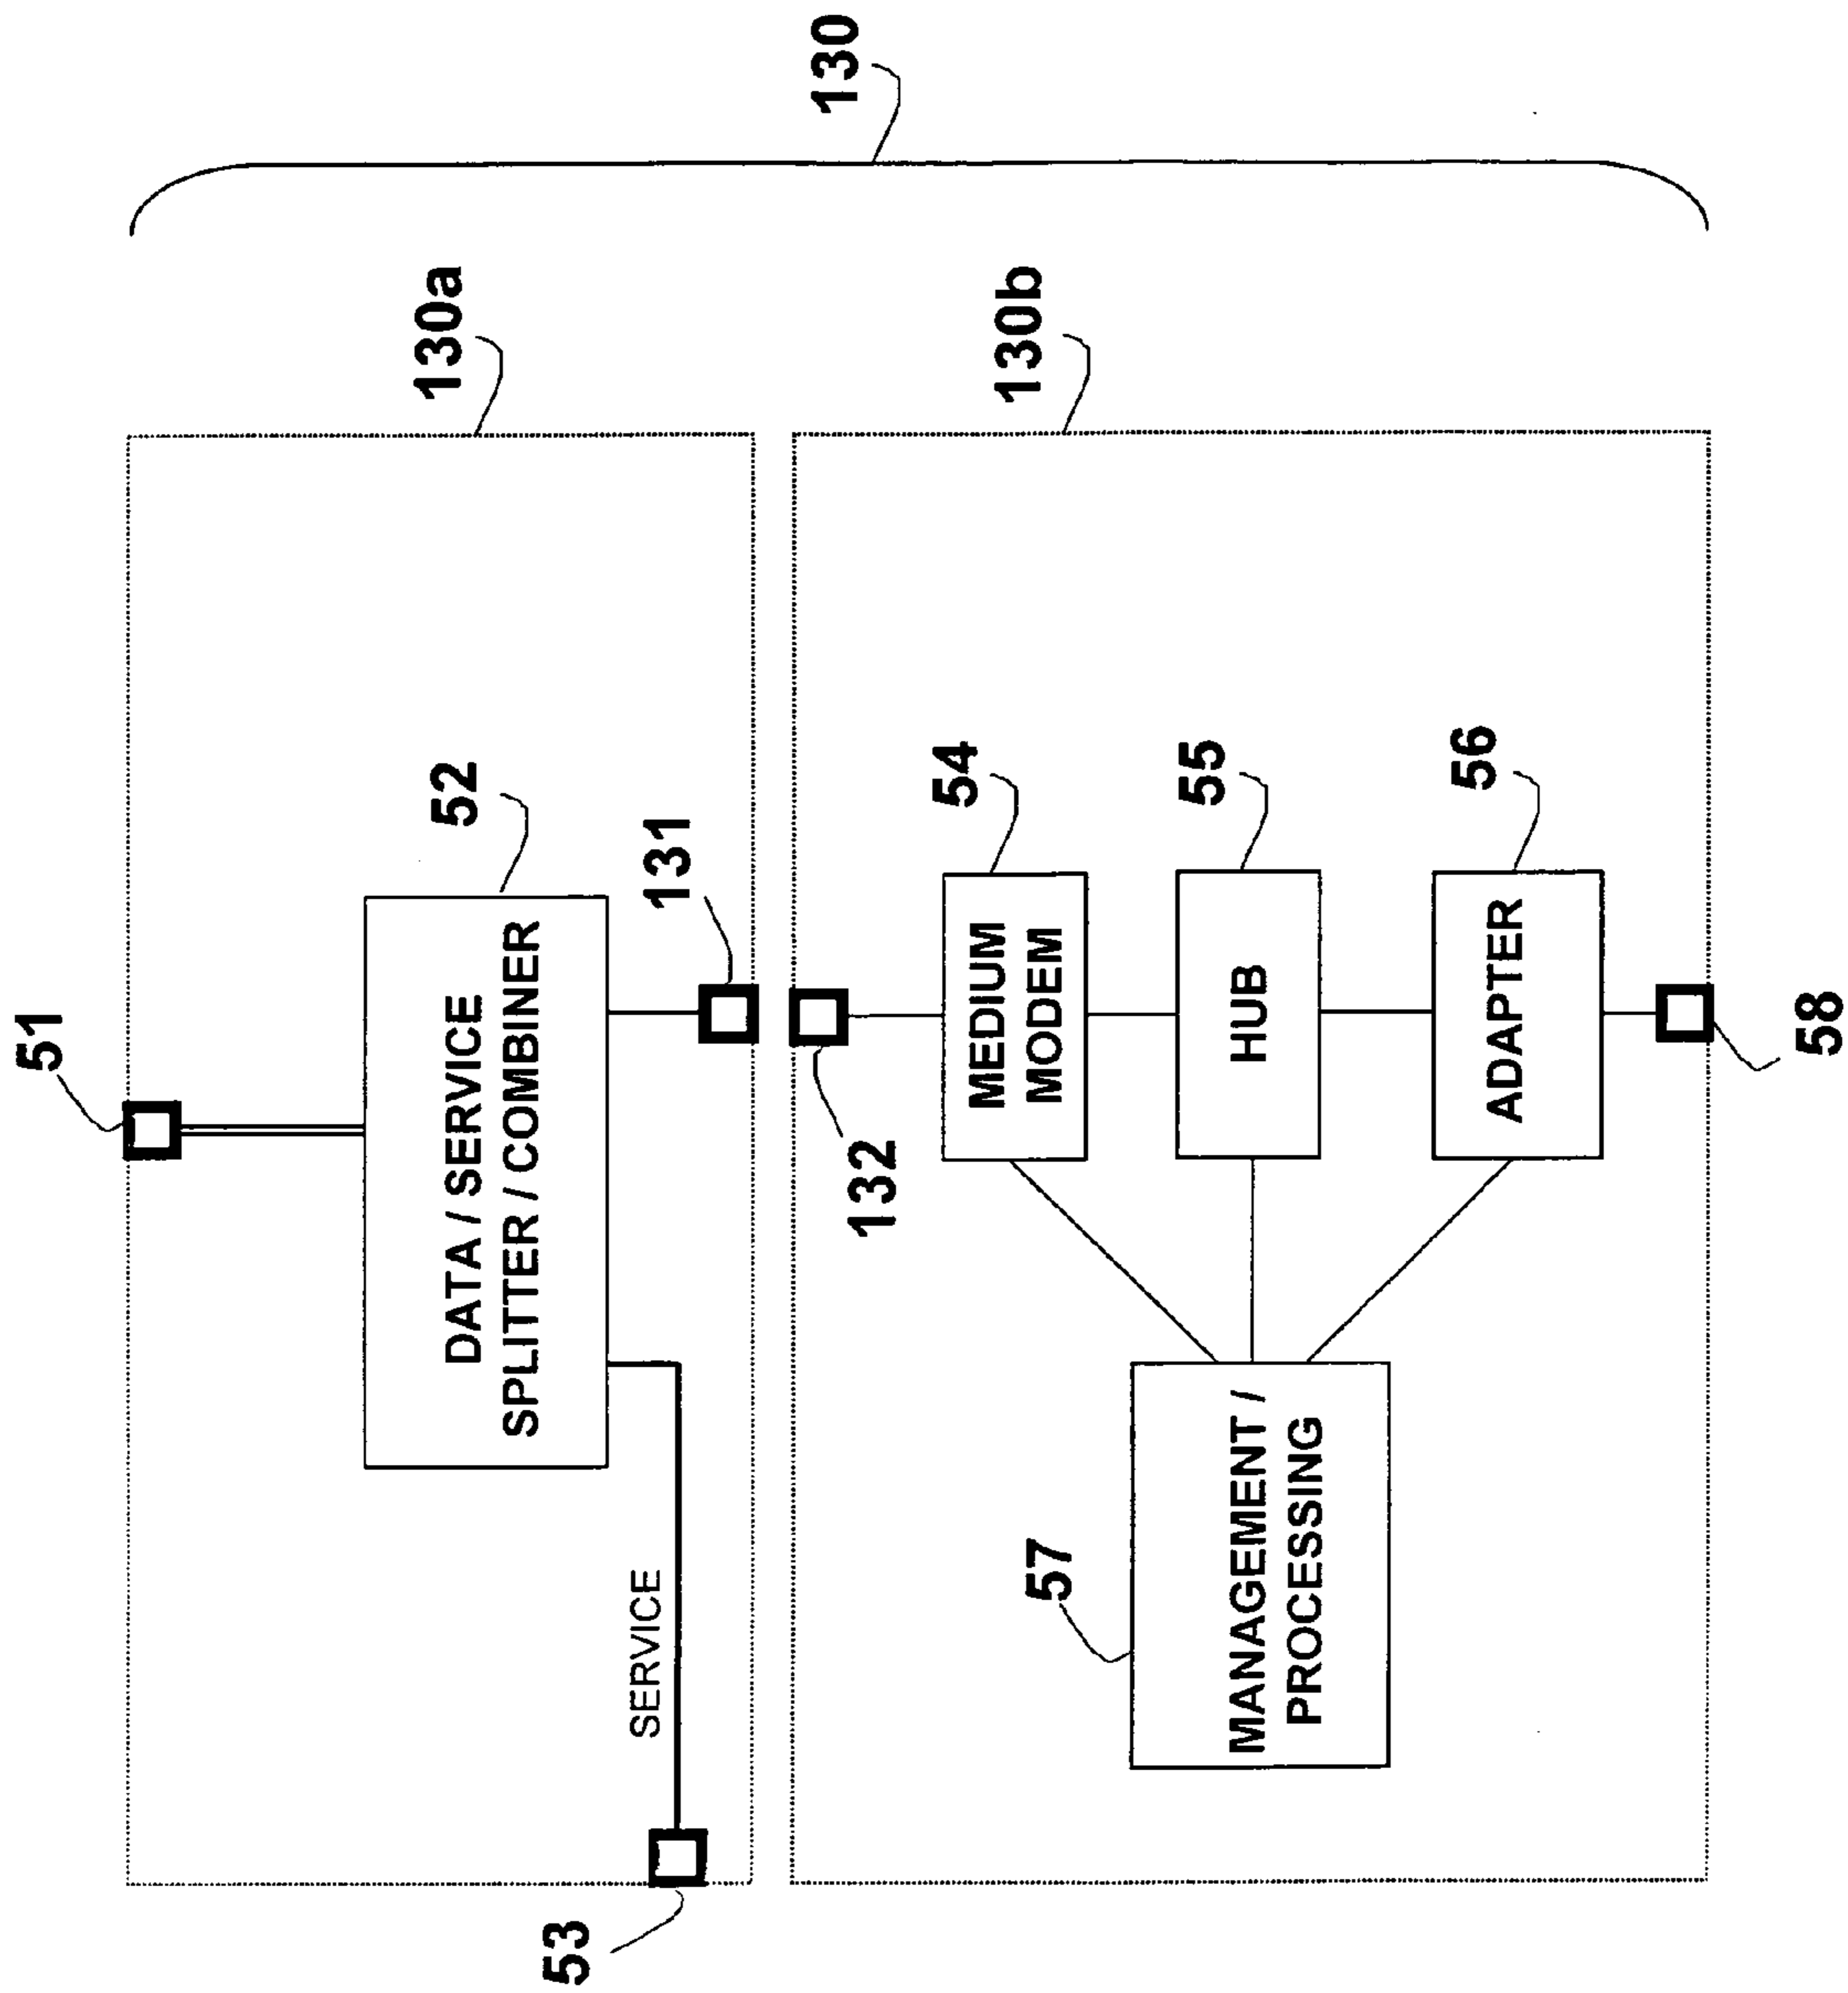 130
130a
130b
51
52
DATA / SERVICE
SPLITTER / COMBINER
131
SERVICE
53
132
54
MEDIUM
MODEM
55
HUB
56
ADAPTER
57
MANAGEMENT /
PROCESSING
58